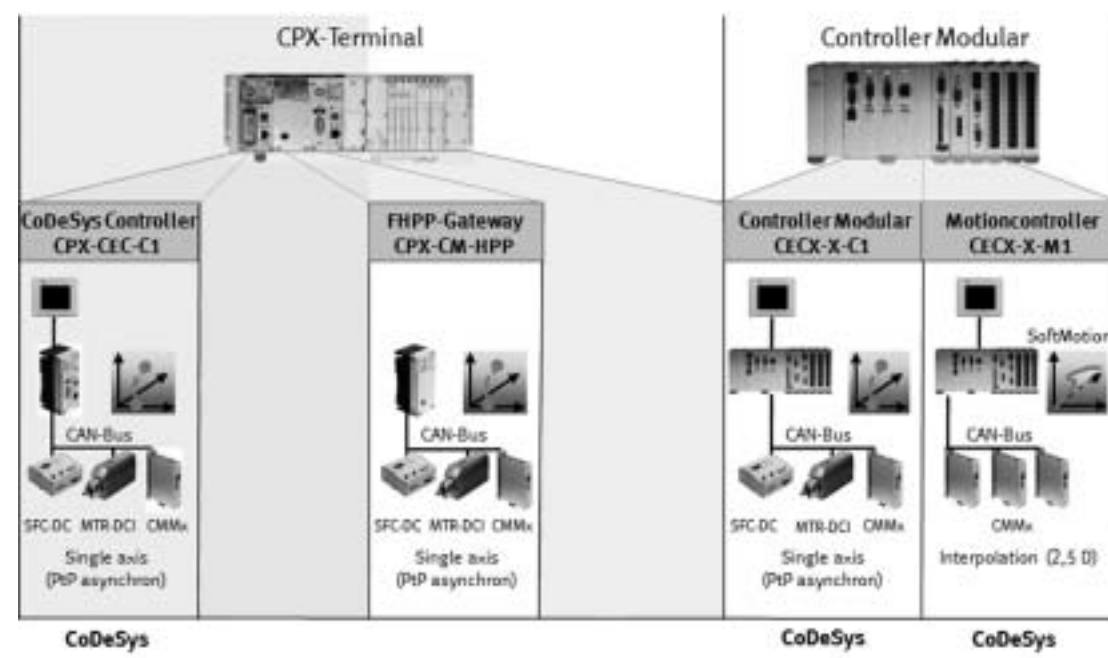 CPX-Terminal
Controller Modular
CoDeSys Controller
CPX-CEC-C1
FHPP-Gateway
CPX-CM-HPP
Controller Modular
CECX-X-C1
Motioncontroller
CECX-X-M1
SoftMotion
CAN-Bus
SFC-DC MTR-DCI CMMx
Single axis
(PtP asynchron)
CAN-Bus
SFC-DC MTR-DCI CMMx
Single axis
(PtP asynchron)
CAN-Bus
SFC-DC MTR-DCI CMMx
Single axis
(PtP asynchron)
CAN-Bus
CMMx
Interpolation (2,5 D)
CoDeSys
CoDeSys
CoDeSys